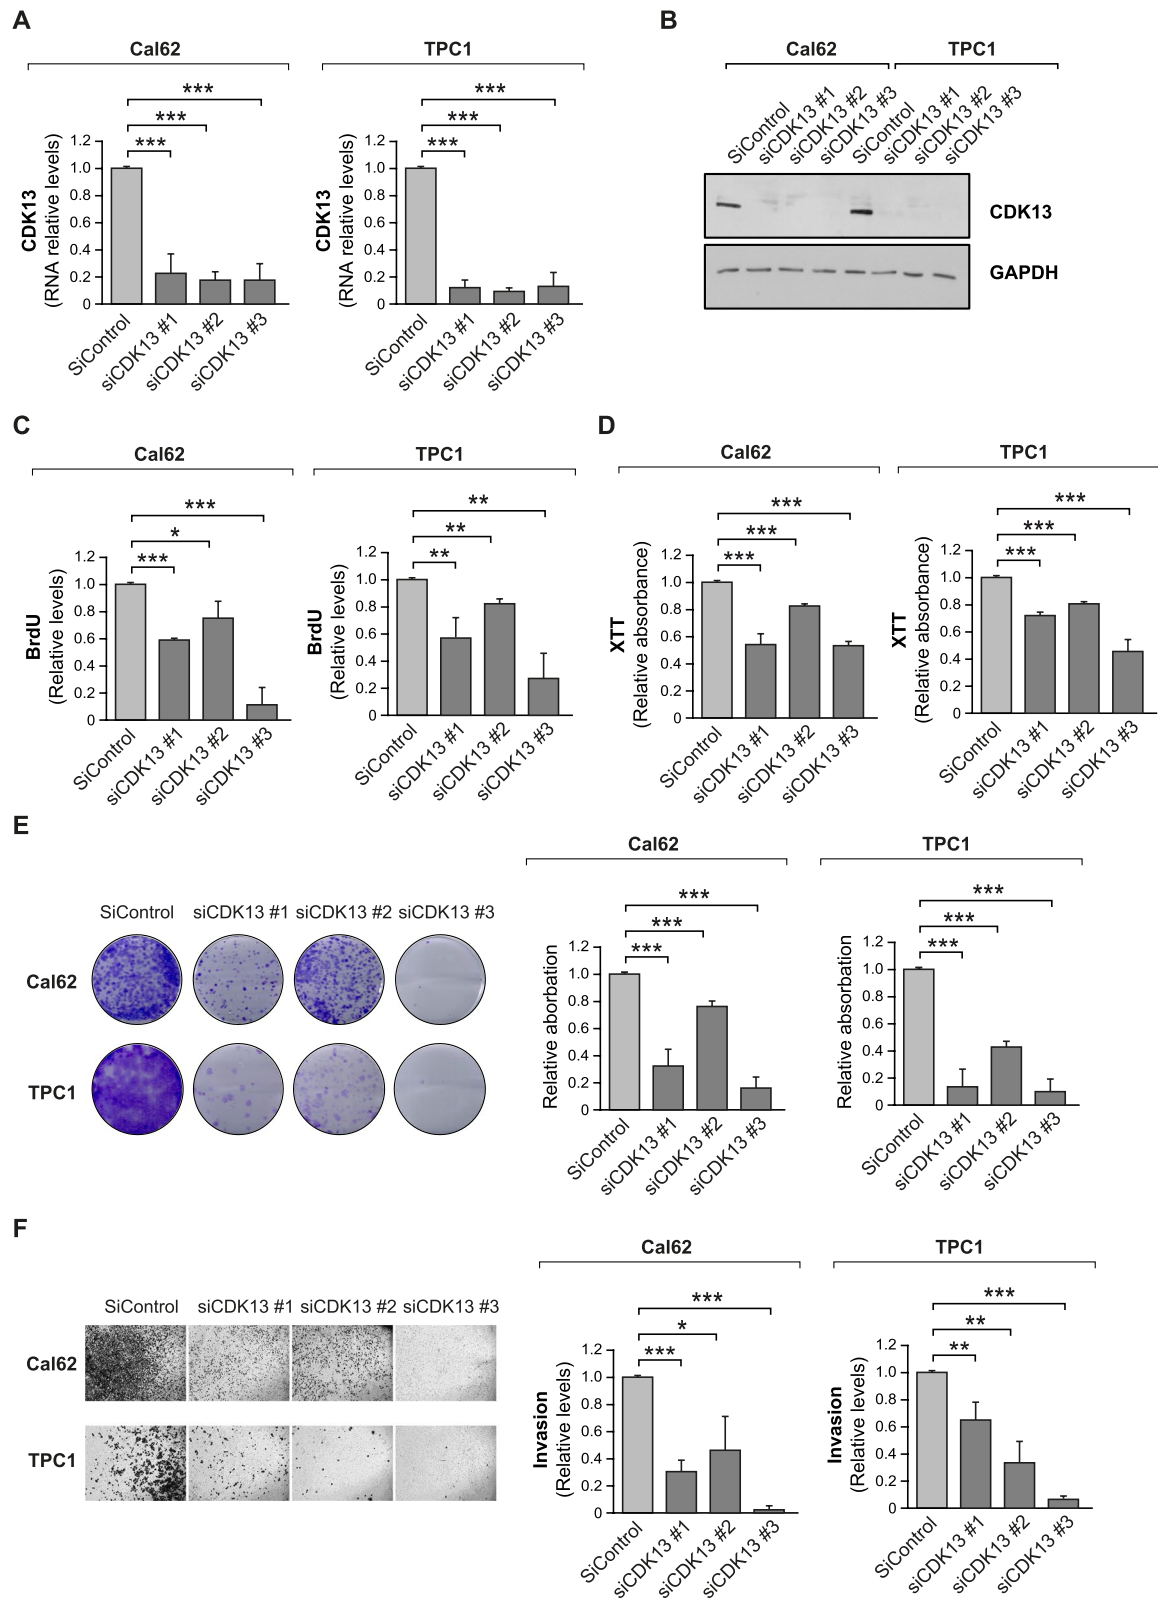 A
Cal62
TPC1
***
***
***
***
***
***
CDK13
(RNA relative levels)
1.2
1.0
0.8
0.6
0.4
0.2
0
SiControl
siCDK13 #1
siCDK13 #2
siCDK13 #3
CDK13
(RNA relative levels)
1.2
1.0
0.8
0.6
0.4
0.2
0
SiControl
siCDK13 #1
siCDK13 #2
siCDK13 #3
B
Cal62
TPC1
SiControl
siCDK13 #1
siCDK13 #2
siCDK13 #3
SiControl
siCDK13 #1
siCDK13 #2
siCDK13 #3
CDK13
GAPDH
C
Cal62
TPC1
***
*
***
**
**
**
BrdU
(Relative levels)
1.2
1.0
0.8
0.6
0.4
0.2
0
SiControl
siCDK13 #1
siCDK13 #2
siCDK13 #3
BrdU
(Relative levels)
1.2
1.0
0.8
0.6
0.4
0.2
0
SiControl
siCDK13 #1
siCDK13 #2
siCDK13 #3
D
Cal62
TPC1
***
***
***
***
***
***
XTT
(Relative absorbance)
1.2
1.0
0.8
0.6
0.4
0.2
0
SiControl
siCDK13 #1
siCDK13 #2
siCDK13 #3
XTT
(Relative absorbance)
1.2
1.0
0.8
0.6
0.4
0.2
0
SiControl
siCDK13 #1
siCDK13 #2
siCDK13 #3
E
SiControl siCDK13 #1 siCDK13 #2 siCDK13 #3
Cal62
TPC1
Cal62
TPC1
***
***
***
***
***
***
Relative aborbation
1.2
1.0
0.8
0.6
0.4
0.2
0
SiControl
siCDK13 #1
siCDK13 #2
siCDK13 #3
Relative absorbation
1.2
1.0
0.8
0.6
0.4
0.2
0
SiControl
siCDK13 #1
siCDK13 #2
siCDK13 #3
F
SiControl siCDK13 #1 siCDK13 #2 siCDK13 #3
Cal62
TPC1
Cal62
TPC1
***
*
***
***
**
**
Invasion
(Relative levels)
1.2
1.0
0.8
0.6
0.4
0.2
0
SiControl
siCDK13 #1
siCDK13 #2
siCDK13 #3
Invasion
(Relative levels)
1.2
1.0
0.8
0.6
0.4
0.2
0
SiControl
siCDK13 #1
siCDK13 #2
siCDK13 #3